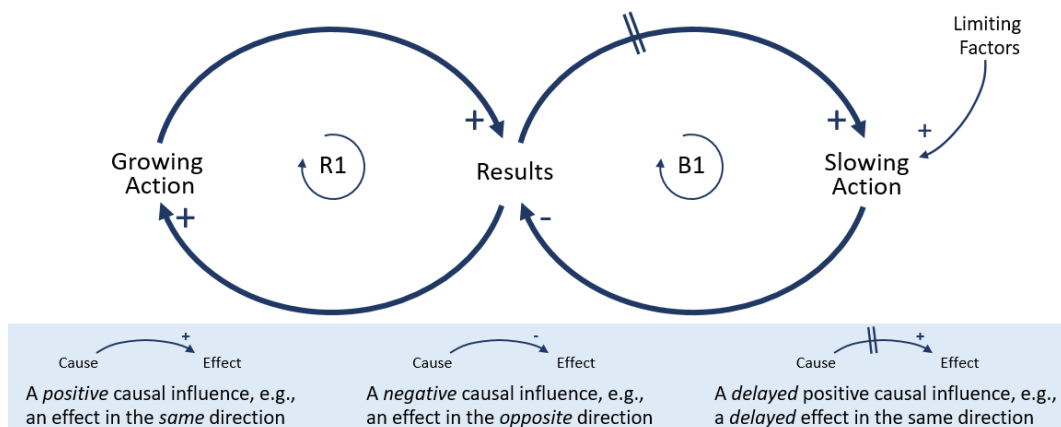 Limiting
Factors
+
+
+
Growing
Action
R1
Results
B1
Slowing
Action
+
-
+
-
+
Cause
Effect
Cause
Effect
Cause
Effect
A positive causal influence, e.g.,
an effect in the same direction
A negative causal influence, e.g.,
an effect in the opposite direction
A delayed positive causal influence, e.g.,
a delayed effect in the same direction